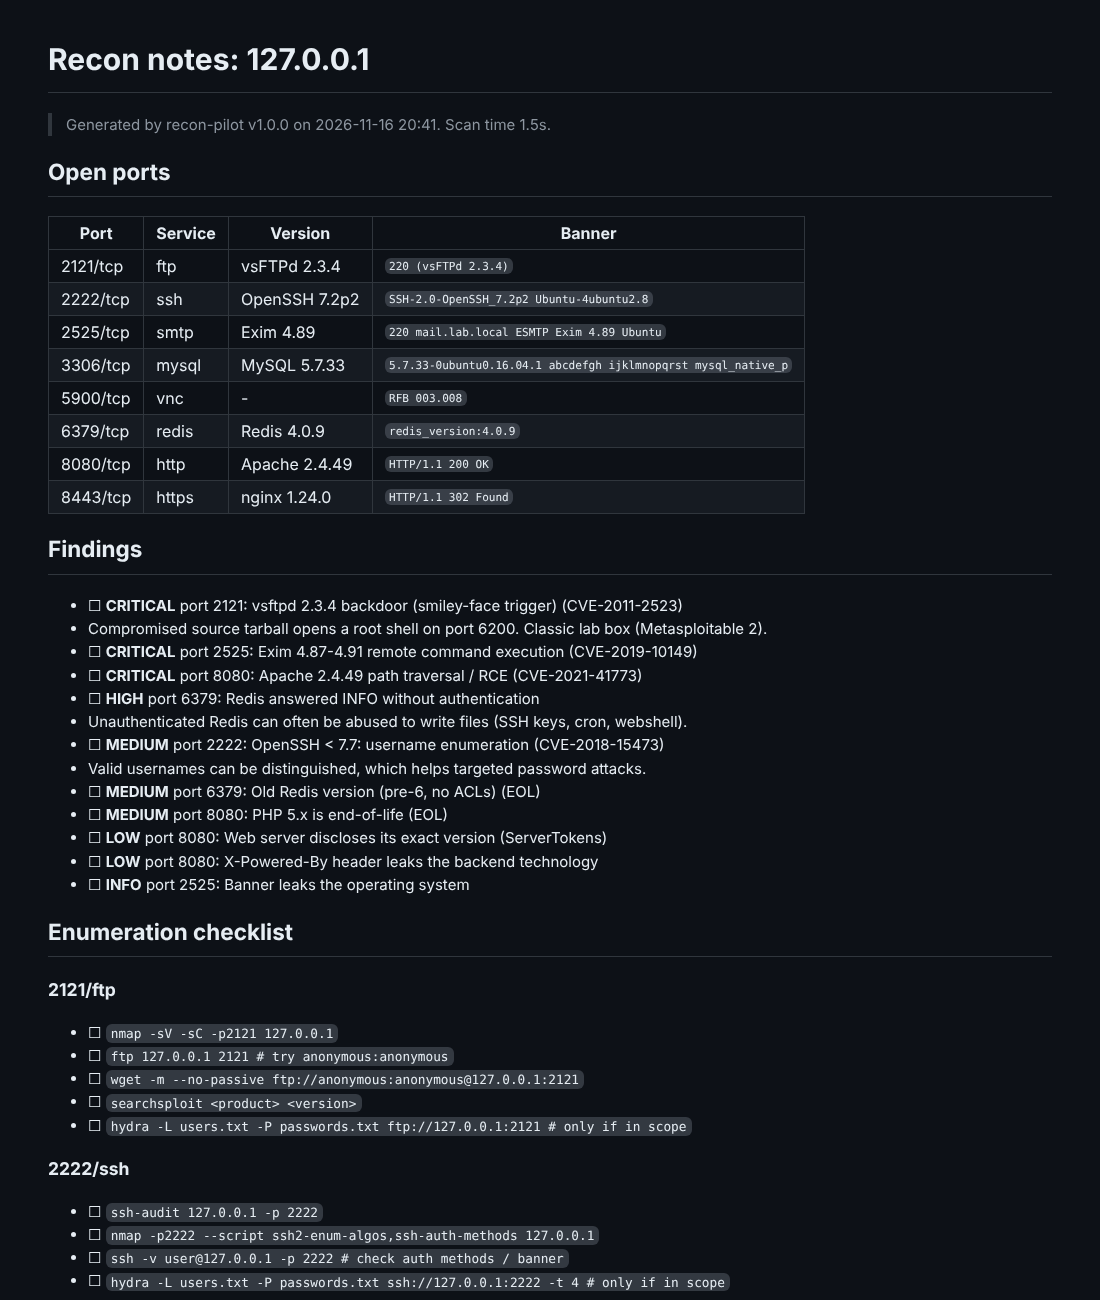 Recon notes: 127.0.0.1
Generated by recon-pilot v1.0.0 on 2026-11-16 20:41. Scan time 1.5s.
Open ports
Port Service Version Banner
2121/tcp ftp vsFTPd 2.3.4 220 (vsFTPd 2.3.4)
2222/tcp ssh OpenSSH 7.2p2 SSH-2.0-OpenSSH_7.2p2 Ubuntu-4ubuntu2.8
2525/tcp smtp Exim 4.89 220 mail.lab.local ESMTP Exim 4.89 Ubuntu
3306/tcp mysql MySQL 5.7.33 5.7.33-0ubuntu0.16.04.1 abcdefgh ijklmnopqrst mysql_native_p
5900/tcp vnc - RFB 003.008
6379/tcp redis Redis 4.0.9 redis_version:4.0.9
8080/tcp http Apache 2.4.49 HTTP/1.1 200 OK
8443/tcp https nginx 1.24.0 HTTP/1.1 302 Found
Findings
• ☐ CRITICAL port 2121: vsftpd 2.3.4 backdoor (smiley-face trigger) (CVE-2011-2523)
• Compromised source tarball opens a root shell on port 6200. Classic lab box (Metasploitable 2).
• ☐ CRITICAL port 2525: Exim 4.87-4.91 remote command execution (CVE-2019-10149)
• ☐ CRITICAL port 8080: Apache 2.4.49 path traversal / RCE (CVE-2021-41773)
• ☐ HIGH port 6379: Redis answered INFO without authentication
• Unauthenticated Redis can often be abused to write files (SSH keys, cron, webshell).
• ☐ MEDIUM port 2222: OpenSSH < 7.7: username enumeration (CVE-2018-15473)
• Valid usernames can be distinguished, which helps targeted password attacks.
• ☐ MEDIUM port 6379: Old Redis version (pre-6, no ACLs) (EOL)
• ☐ MEDIUM port 8080: PHP 5.x is end-of-life (EOL)
• ☐ LOW port 8080: Web server discloses its exact version (ServerTokens)
• ☐ LOW port 8080: X-Powered-By header leaks the backend technology
• ☐ INFO port 2525: Banner leaks the operating system
Enumeration checklist
2121/ftp
• ☐ nmap -sV -sC -p2121 127.0.0.1
• ☐ ftp 127.0.0.1 2121 # try anonymous:anonymous
• ☐ wget -m --no-passive ftp://anonymous:anonymous@127.0.0.1:2121
• ☐ searchsploit <product> <version>
• ☐ hydra -L users.txt -P passwords.txt ftp://127.0.0.1:2121 # only if in scope
2222/ssh
• ☐ ssh-audit 127.0.0.1 -p 2222
• ☐ nmap -p2222 --script ssh2-enum-algos,ssh-auth-methods 127.0.0.1
• ☐ ssh -v user@127.0.0.1 -p 2222 # check auth methods / banner
• ☐ hydra -L users.txt -P passwords.txt ssh://127.0.0.1:2222 -t 4 # only if in scope